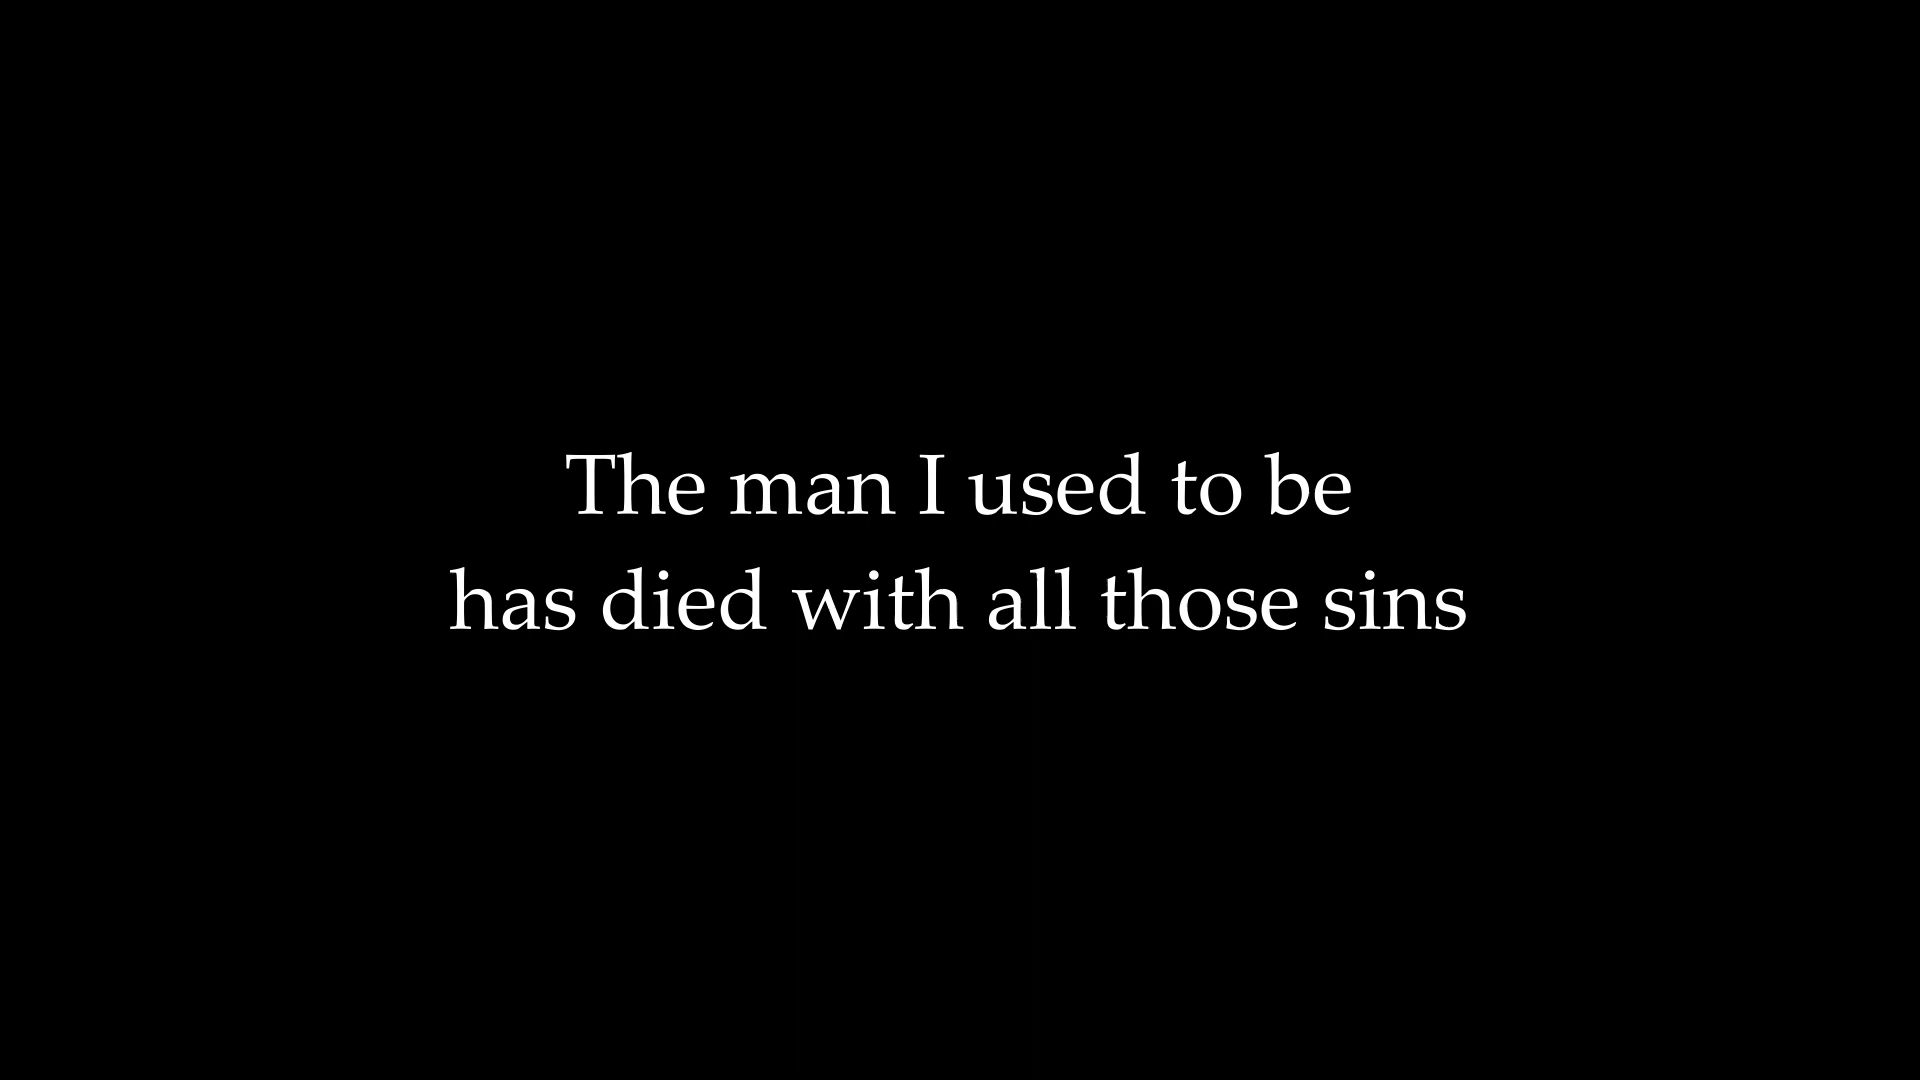 The man I used to be
has died with all those sins